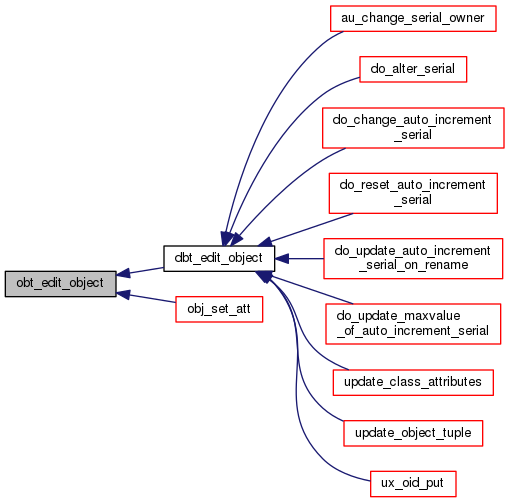 au_change_serial_owner
do_alter_serial
do_change_auto_increment
_serial
do_reset_auto_increment
_serial
dbt_edit_object
do_update_auto_increment
_serial_on_rename
obt_edit_object
obj_set_att
do_update_maxvalue
_of_auto_increment_serial
update_class_attributes
update_object_tuple
ux_oid_put